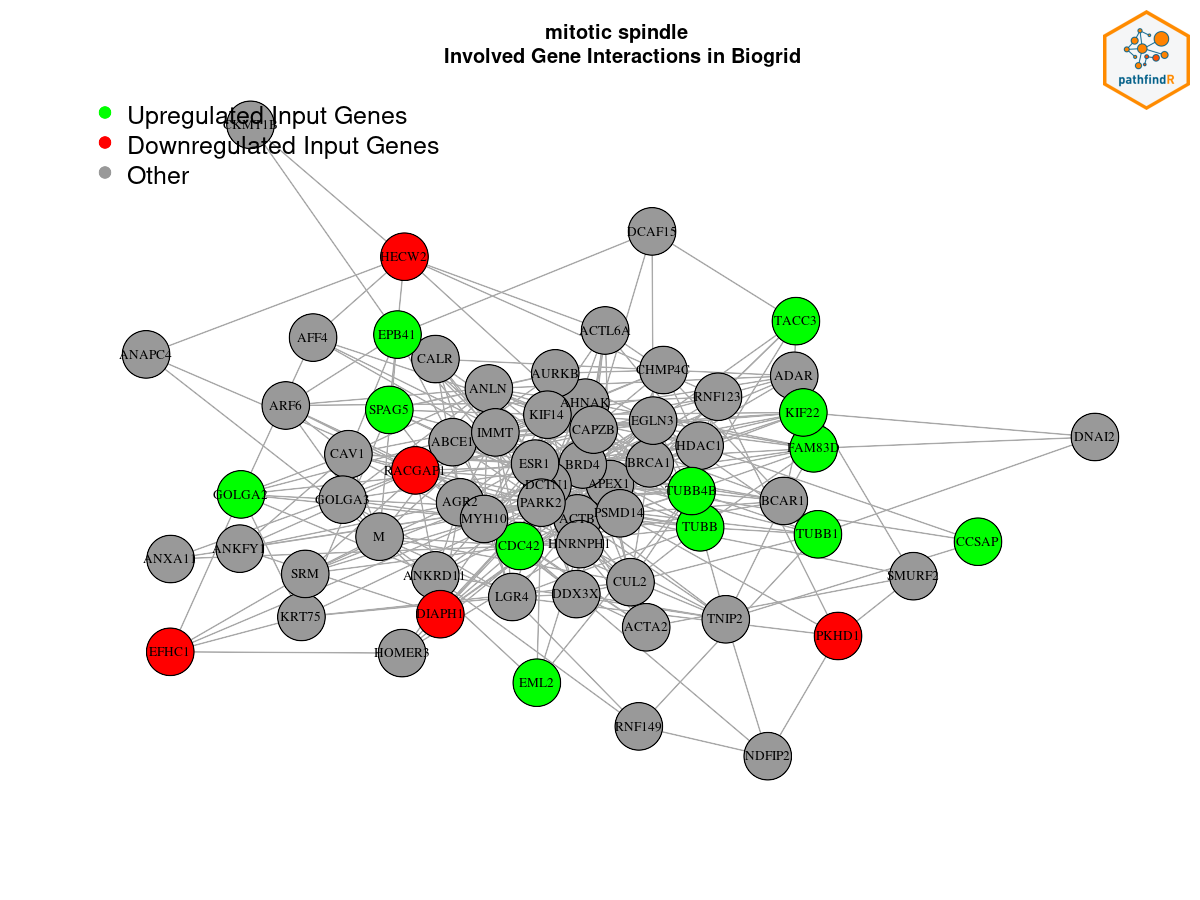 mitotic spindle
Involved Gene Interactions in Biogrid
pathfindR
Upregulated Input Genes
CKMT1B
Downregulated Input Genes
Other
DCAF15
HECW2
TACC3
ACTL6A
EPB41
AFF4
ANAPC4
CALR
CHMP4C
AURKB
ADAR
ANLN
RNF123
AHNAK
ARF6
SPAG5
KIF14
KIF22
EGLN3
CAPZB
IMMT
DNAI2
ABCE1
HDAC1
FAM83D
CAV1
ESR1
BRD4
BRCA1
RACGAP1
DCTN1
APEX1
TUBB4B
GOLGA2
GOLGA3
AGR2
PARK2
BCAR1
MYH10
ACTB
PSMD14
TUBB
TUBB1
M
CCSAP
CDC42
HNRNPH1
ANKFY1
ANXA11
SRM
ANKRD11
SMURF2
CUL2
LGR4
DDX3X
DIAPH1
KRT75
TNIP2
ACTA2
PKHD1
EFHC1
HOMER3
EML2
RNF149
NDFIP2